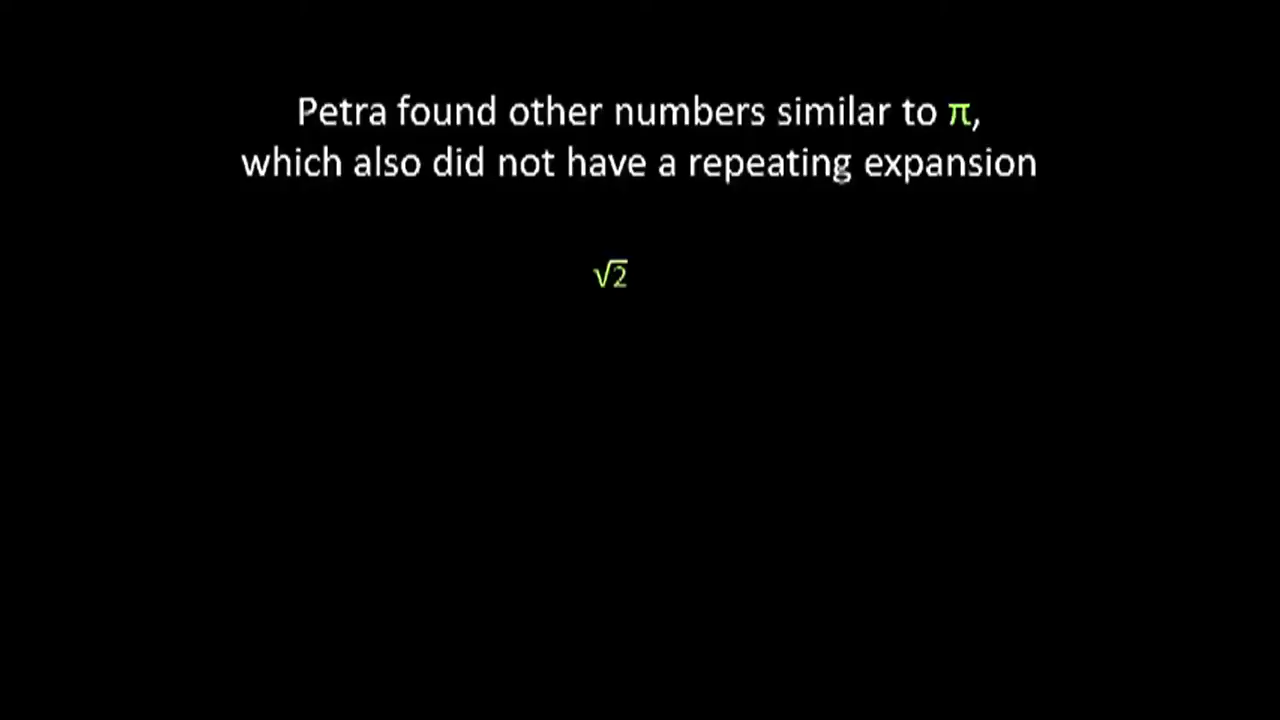 Petra found other numbers similar to π,
which also did not have a repeating expansion
√2